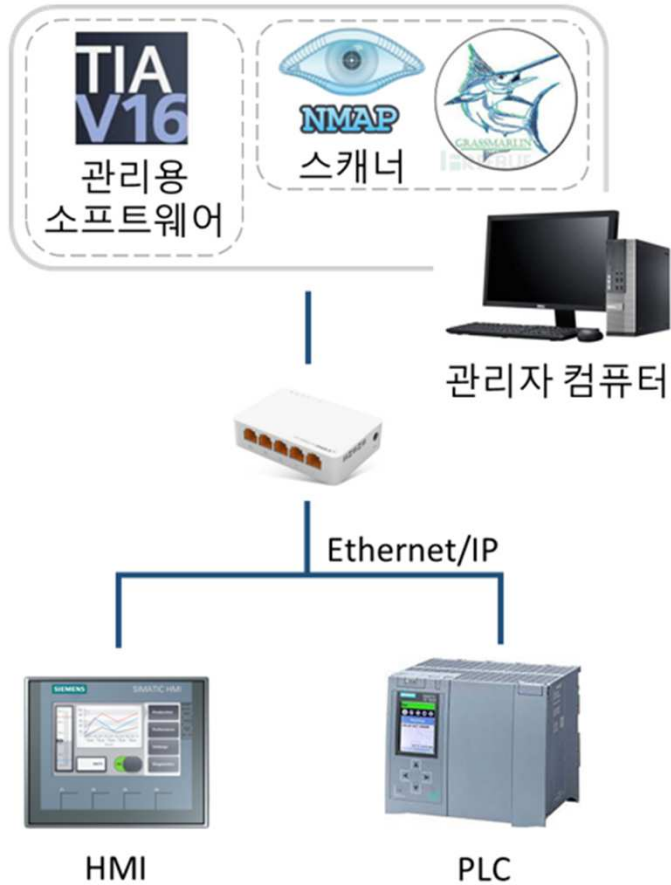 TIA
V16
관리용
소프트웨어
NMAP
GRASSMARLIN
스캐너
관리자 컴퓨터
Ethernet/IP
SIEMENS
SIMATIC HMI
HMI
PLC